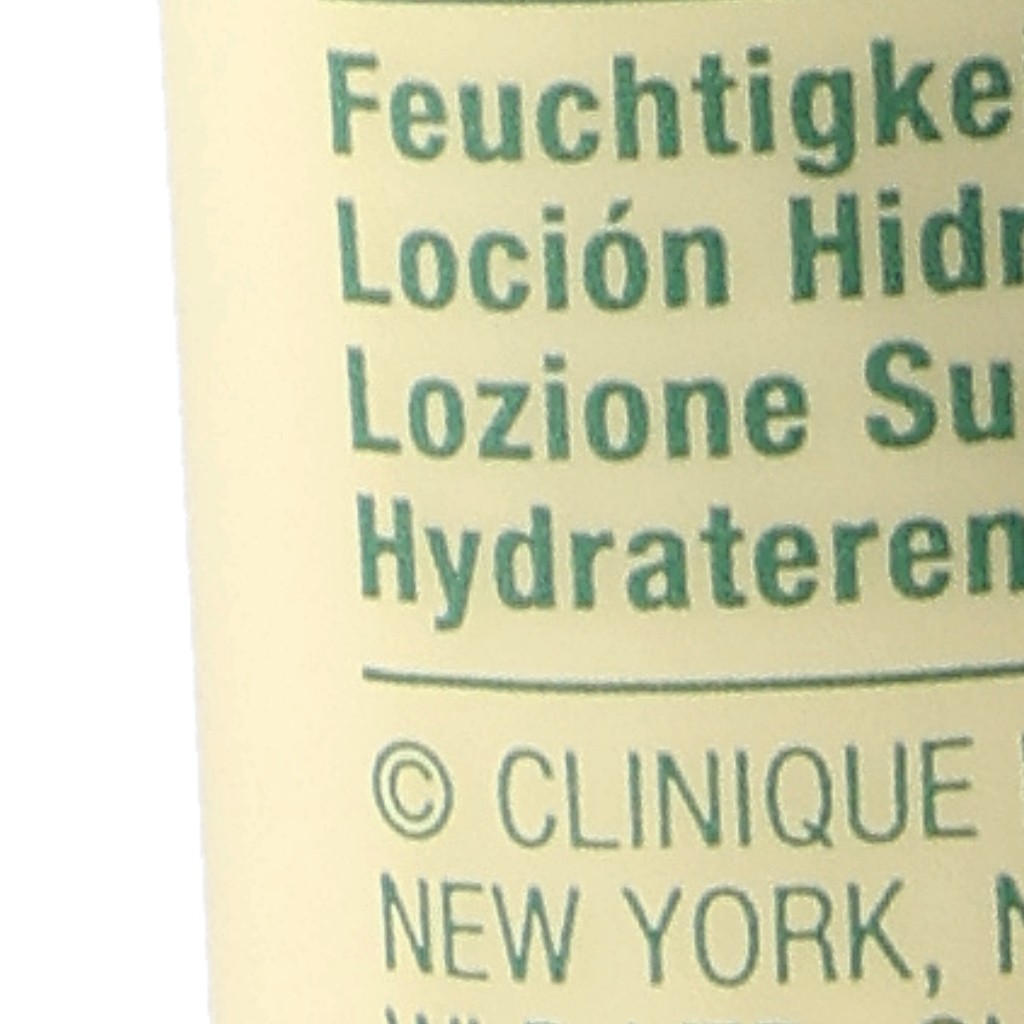 Feuchtigke
Loción Hidr
Lozione Su
Hydrateren
© CLINIQUE
NEW YORK, N